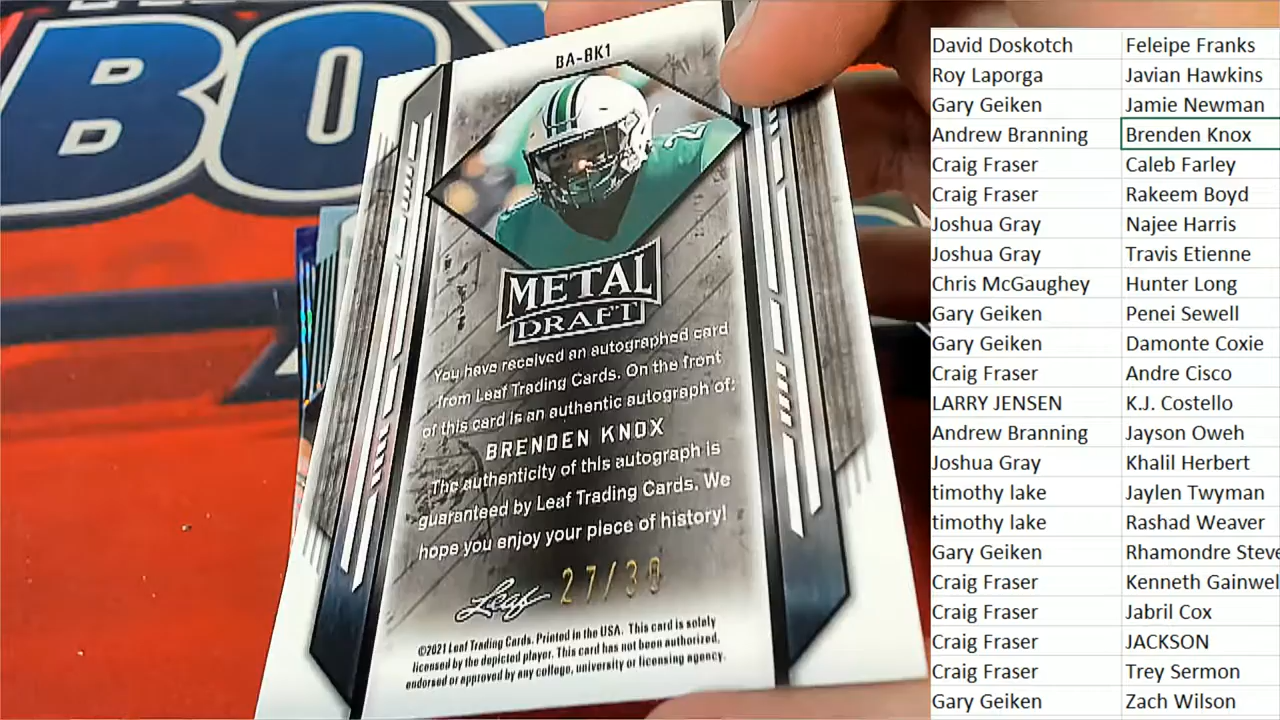 BO
BA-BK1
METAL
DRAFT
You have received an autographed card
from Leaf Trading Cards. On the front
of this card is an authentic autograph of:
BRENDEN KNOX
The authenticity of this autograph is
guaranteed by Leaf Trading Cards. We
hope you enjoy your piece of history!
Leaf 27/30
©2021 Leaf Trading Cards. Printed in the USA. This card is solely
licensed by the depicted player. This card has not been authorized,
endorsed or approved by any college, university or licensing agency.
David Doskotch Feleipe Franks
Roy Laporga Javian Hawkins
Gary Geiken Jamie Newman
Andrew Branning Brenden Knox
Craig Fraser Caleb Farley
Craig Fraser Rakeem Boyd
Joshua Gray Najee Harris
Joshua Gray Travis Etienne
Chris McGaughey Hunter Long
Gary Geiken Penei Sewell
Gary Geiken Damonte Coxie
Craig Fraser Andre Cisco
LARRY JENSEN K.J. Costello
Andrew Branning Jayson Oweh
Joshua Gray Khalil Herbert
timothy lake Jaylen Twyman
timothy lake Rashad Weaver
Gary Geiken Rhamondre Steve
Craig Fraser Kenneth Gainwel
Craig Fraser Jabril Cox
Craig Fraser JACKSON
Craig Fraser Trey Sermon
Gary Geiken Zach Wilson